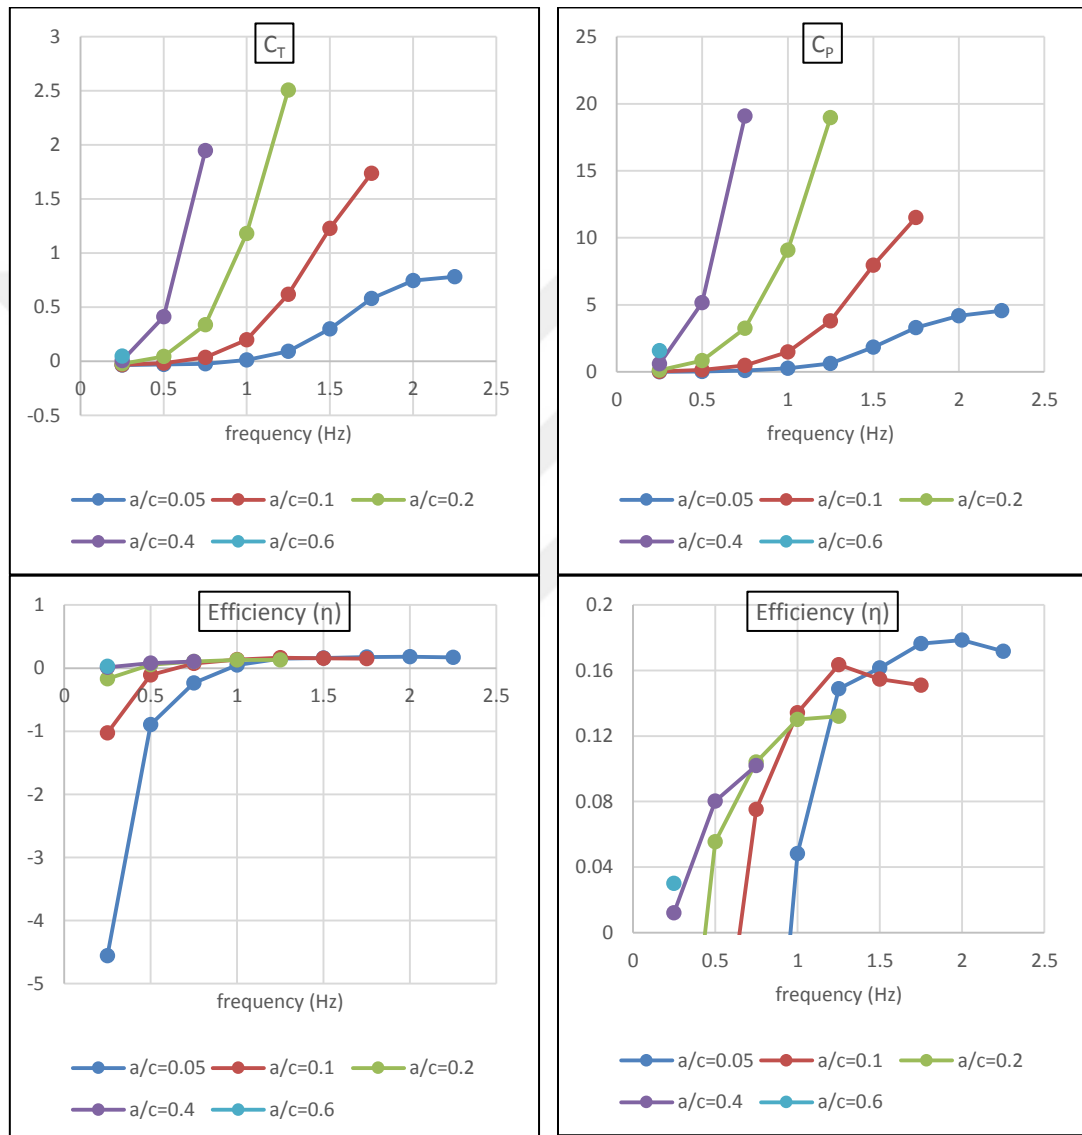 C_T
3
2.5
2
1.5
1
0.5
0
-0.5
0 0.5 1 1.5 2 2.5
frequency (Hz)
a/c=0.05 a/c=0.1 a/c=0.2
a/c=0.4 a/c=0.6
C_P
25
20
15
10
5
0
0 0.5 1 1.5 2 2.5
frequency (Hz)
a/c=0.05 a/c=0.1 a/c=0.2
a/c=0.4 a/c=0.6
Efficiency (η)
1
0
-1
-2
-3
-4
-5
0 0.5 1 1.5 2 2.5
frequency (Hz)
a/c=0.05 a/c=0.1 a/c=0.2
a/c=0.4 a/c=0.6
Efficiency (η)
0.2
0.16
0.12
0.08
0.04
0
0 0.5 1 1.5 2 2.5
frequency (Hz)
a/c=0.05 a/c=0.1 a/c=0.2
a/c=0.4 a/c=0.6